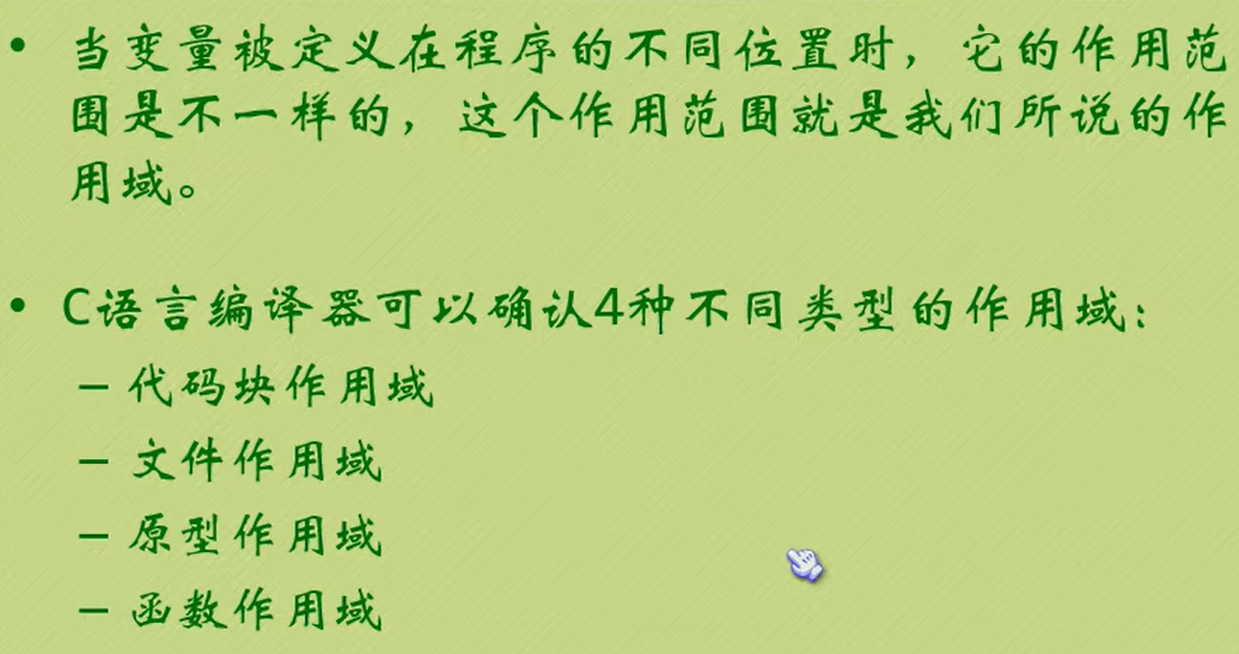 • 当变量被定义在程序的不同位置时，它的作用范
围是不一样的，这个作用范围就是我们所说的作
用域。
• C语言编译器可以确认4种不同类型的作用域：
– 代码块作用域
– 文件作用域
– 原型作用域
– 函数作用域